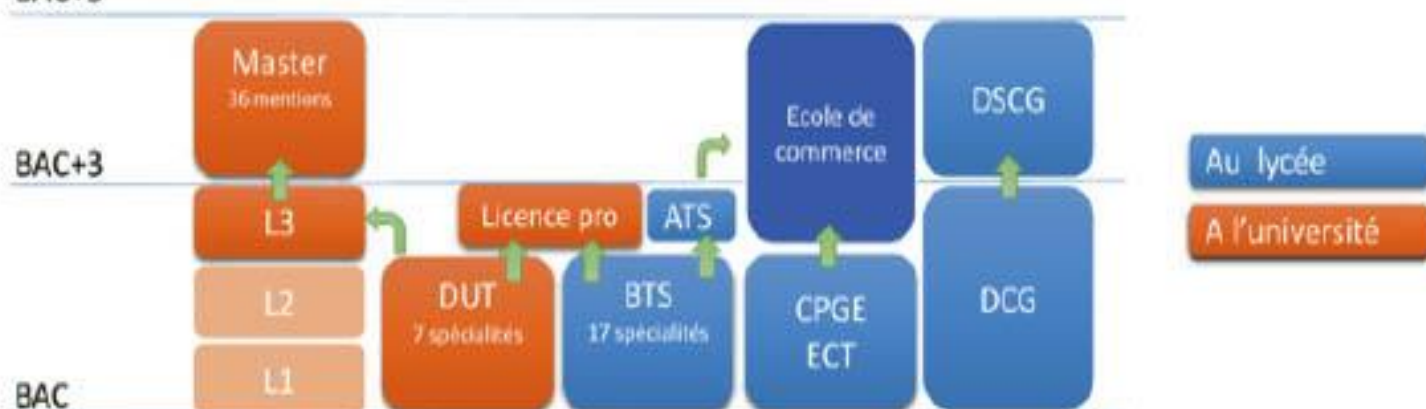 Master
36 mentions
Ecole de
commerce
DSCG
BAC+3
L3
Licence pro
ATS
Au lycée
A l'université
L2
DUT
7 spécialités
BTS
17 spécialités
CPGE
ECT
DCG
L1
BAC